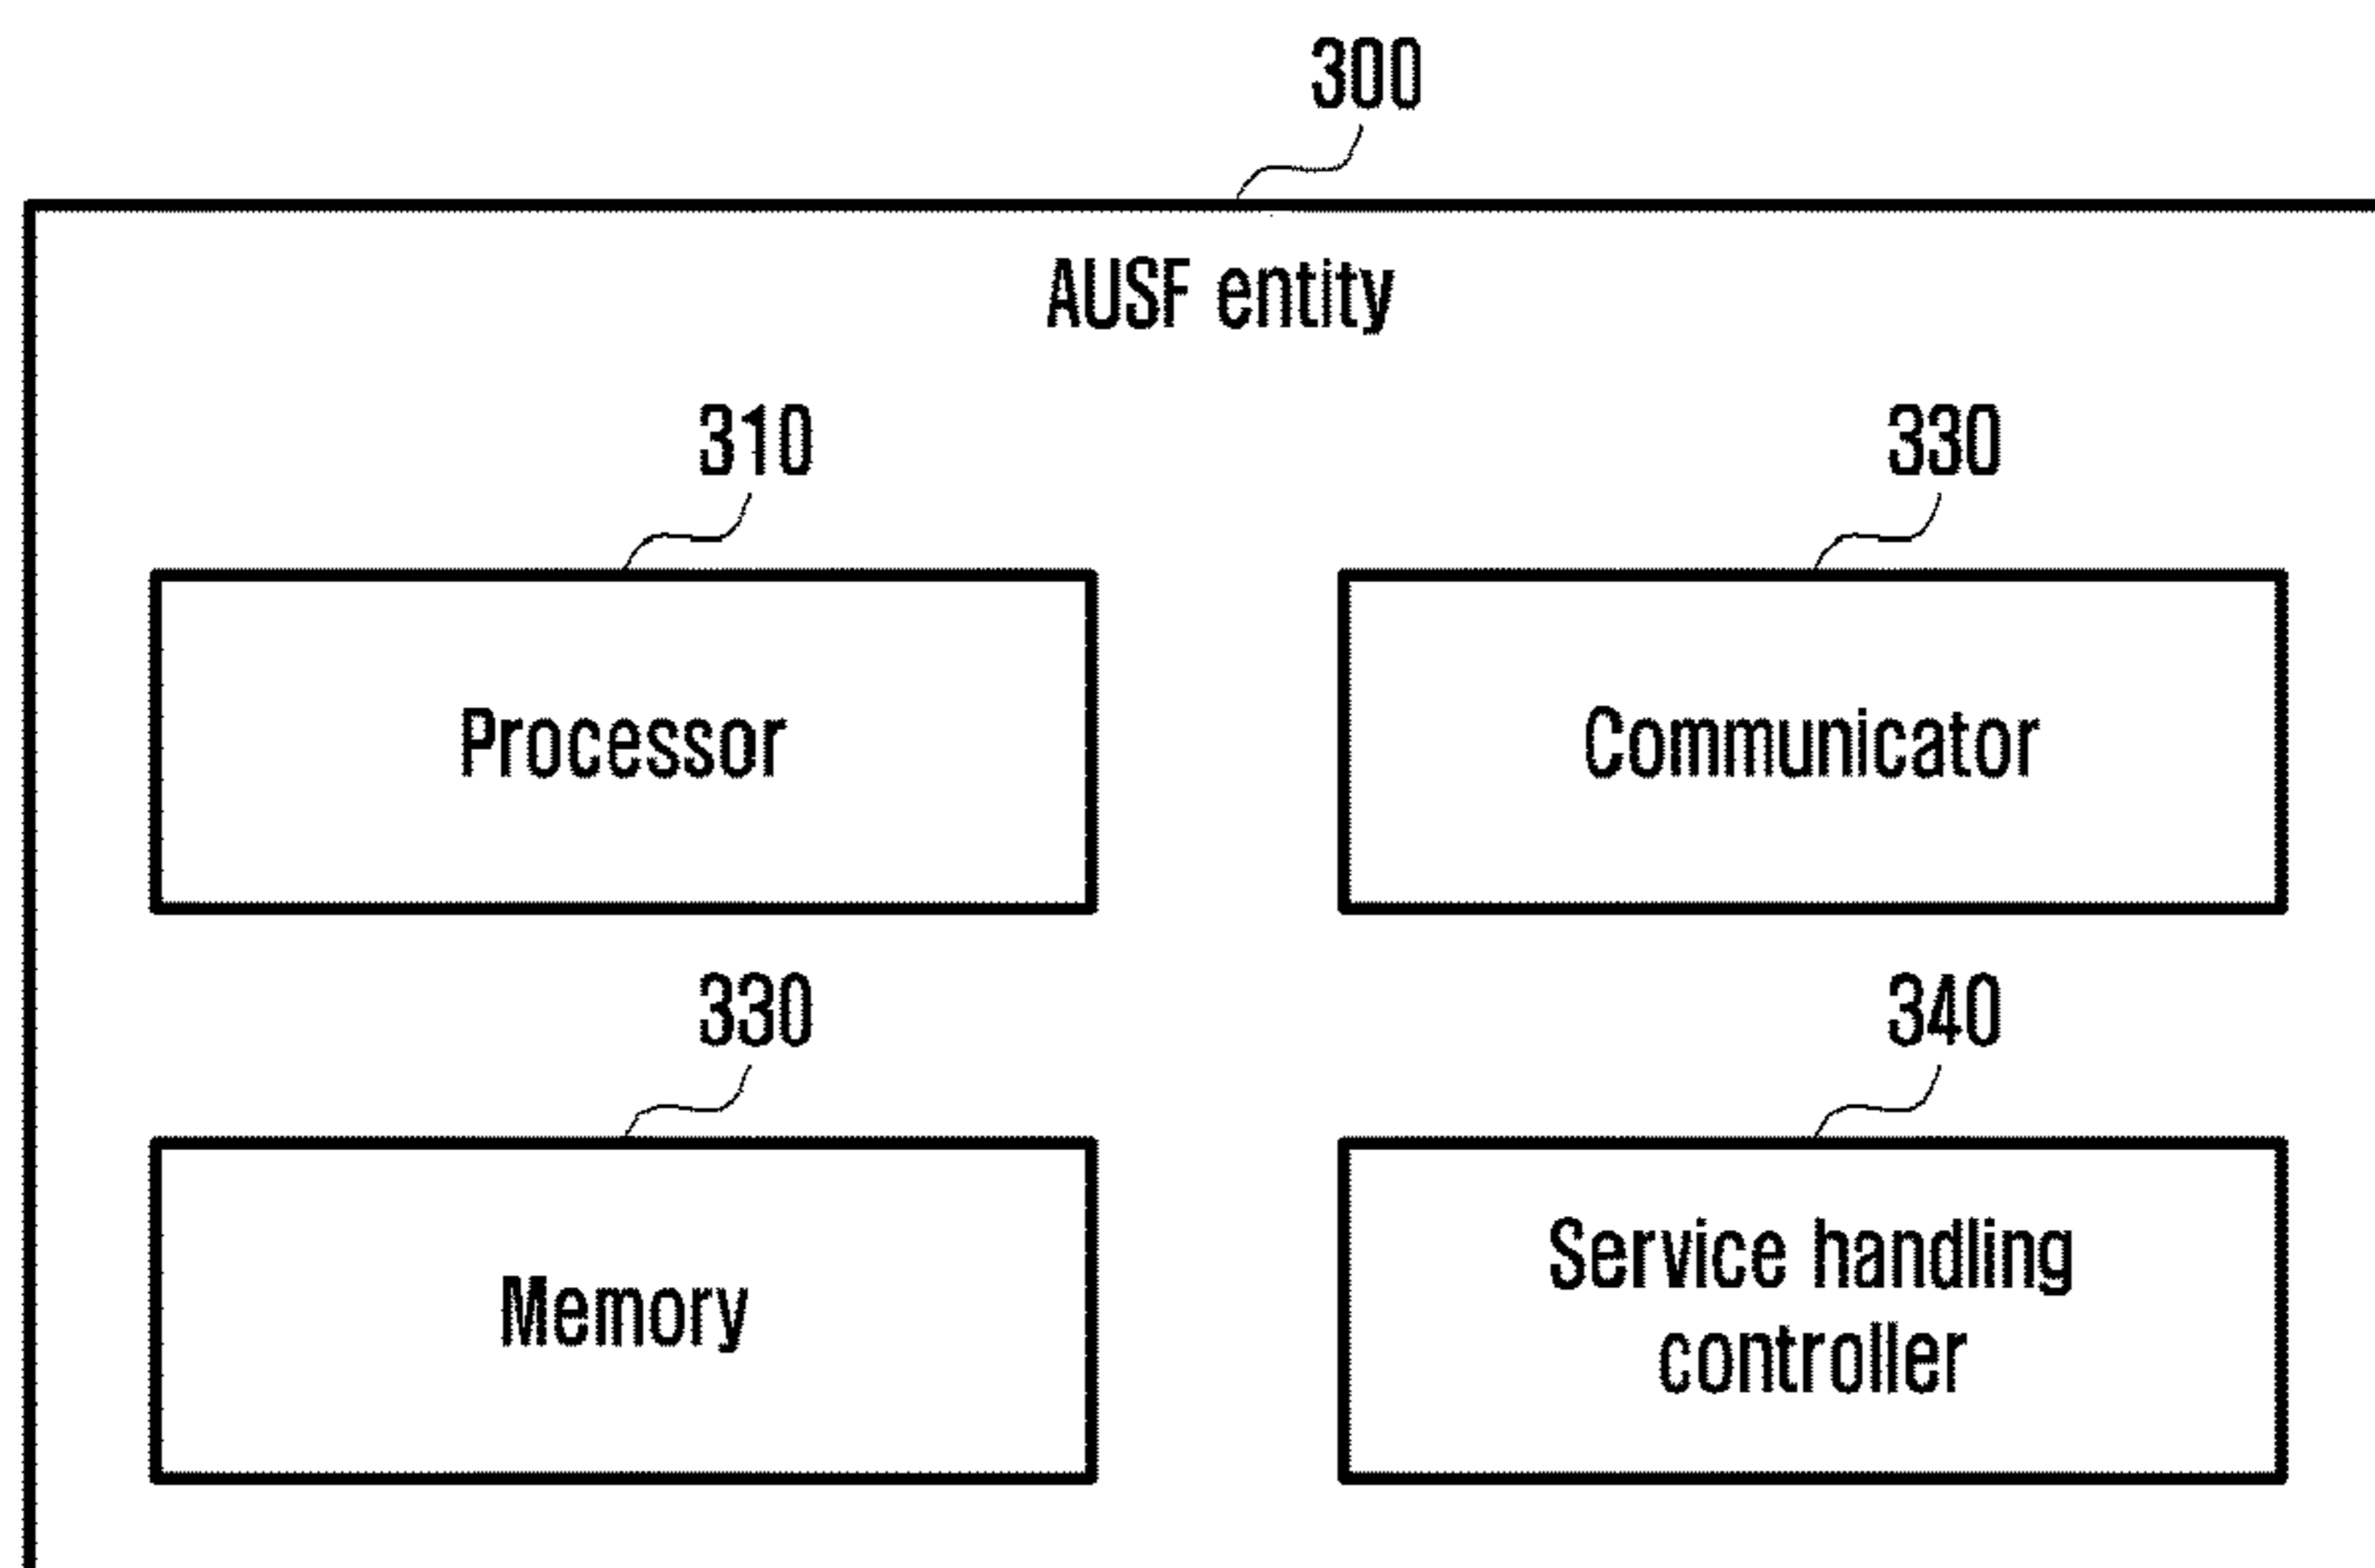 300
AUSF entity
310
330
Processor
Communicator
330
340
Memory
Service handling
controller